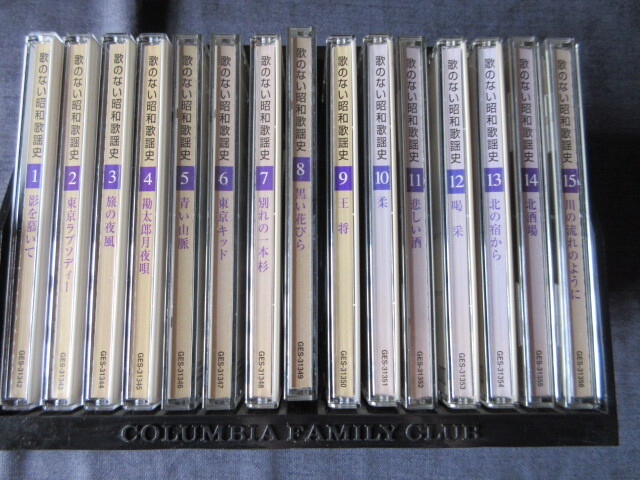 歌のない昭和歌謡史 1 影を慕いて GES-31342
歌のない昭和歌謡史 2 東京ラプソディー GES-31343
歌のない昭和歌謡史 3 旅の夜風 GES-31344
歌のない昭和歌謡史 4 勘太郎月夜唄 GES-31345
歌のない昭和歌謡史 5 青い山脈 GES-31346
歌のない昭和歌謡史 6 東京キッド GES-31347
歌のない昭和歌謡史 7 別れの一本杉 GES-31348
歌のない昭和歌謡史 8 黒い花びら GES-31349
歌のない昭和歌謡史 9 王将 GES-31350
歌のない昭和歌謡史 10 柔 GES-31351
歌のない昭和歌謡史 11 悲しい酒 GES-31352
歌のない昭和歌謡史 12 喝采 GES-31353
歌のない昭和歌謡史 13 北の宿から GES-31354
歌のない昭和歌謡史 14 北酒場 GES-31355
歌のない昭和歌謡史 15 川の流れのように GES-31356
COLUMBIA FAMILY CLUB